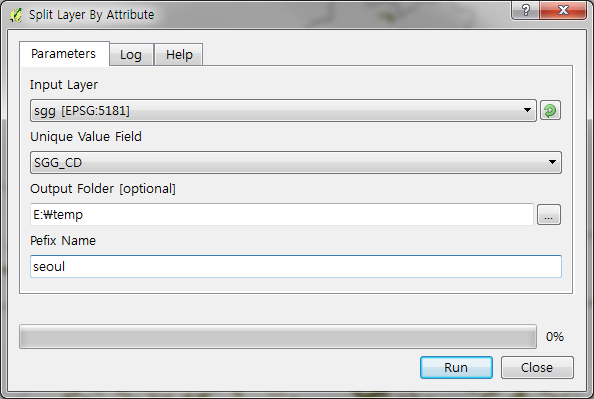 Split Layer By Attribute
?
Parameters Log Help
Input Layer
sgg [EPSG:5181]
Unique Value Field
SGG_CD
Output Folder [optional]
E:₩temp
...
Pefix Name
seoul
0%
Run Close